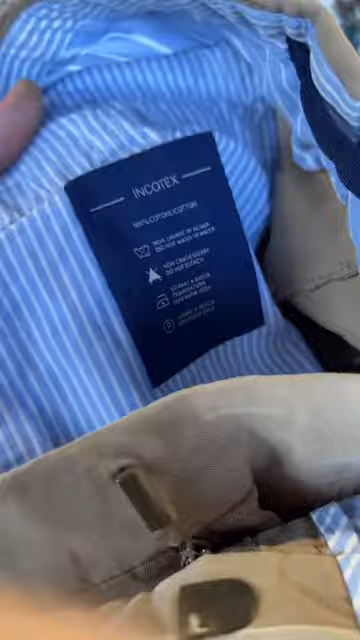 INCOTEX
100% COTONE/COTTON
NON LAVARE IN ACQUA
DO NOT WASH IN WATER
NON CANDEGGIARE
DO NOT BLEACH
STIRARE A MEDIA
TEMPERATURA